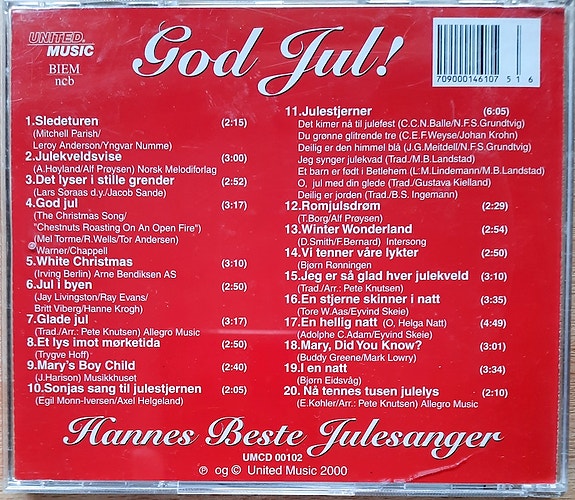 UNITED.
MUSIC
BIEM
ncb
God Jul!
709000146107 516
1.Sledeturen (2:15)
(Mitchell Parish/
Leroy Anderson/Yngvar Numme)
2.Julekveldsvise (3:00)
(A.Høyland/Alf Prøysen) Norsk Melodiforlag
3.Det lyser i stille grender (2:52)
(Lars Søraas d.y./Jacob Sande)
4.God jul (3:17)
(The Christmas Song/
"Chestnuts Roasting On An Open Fire")
(Mel Torme/R.Wells/Tor Andersen)
Warner/Chappell
5.White Christmas (3:10)
(Irving Berlin) Arne Bendiksen AS
6.Jul i byen (2:50)
(Jay Livingston/Ray Evans/
Britt Viberg/Hanne Krogh)
7.Glade jul (3:17)
(Trad./Arr.: Pete Knutsen) Allegro Music
8.Et lys imot mørketida (2:50)
(Trygve Hoff)
9.Mary's Boy Child (2:40)
(J.Harison) Musikkhuset
10.Sonjas sang til julestjernen (2:05)
(Egil Monn-Iversen/Axel Helgeland)
11.Julestjerner (6:05)
Det kimer nå til julefest (C.C.N.Balle/N.F.S.Grundtvig)
Du grønne glitrende tre (C.E.F.Weyse/Johan Krohn)
Deilig er den himmel blå (J.G.Meitdell/N.F.S.Grundtvig)
Jeg synger julekvad (Trad./M.B.Landstad)
Et barn er født i Betlehem (L.M.Lindemann/M.B.Landstad)
O, jul med din glede (Trad./Gustava Kielland)
Deilig er jorden (Trad./B.S. Ingemann)
12.Romjulsdrøm (2:29)
(T.Borg/Alf Prøysen)
13.Winter Wonderland (2:54)
(D.Smith/F.Bernard) Intersong
14.Vi tenner våre lykter (2:50)
(Bjørn Rønningen)
15.Jeg er så glad hver julekveld (3:10)
(Trad./Arr.: Pete Knutsen)
16.En stjerne skinner i natt (3:35)
(Tore W.Aas/Eyvind Skeie)
17.En hellig natt (O, Helga Natt) (4:49)
(Adolphe C.Adam/Eyvind Skeie)
18.Mary, Did You Know? (3:01)
(Buddy Greene/Mark Lowry)
19.I en natt (3:34)
(Bjørn Eidsvåg)
20. Nå tennes tusen julelys (2:10)
(E.Køhler/Arr.: Pete Knutsen) Allegro Music
Hannes Beste Julesanger
UMCD 00102
℗ og © United Music 2000